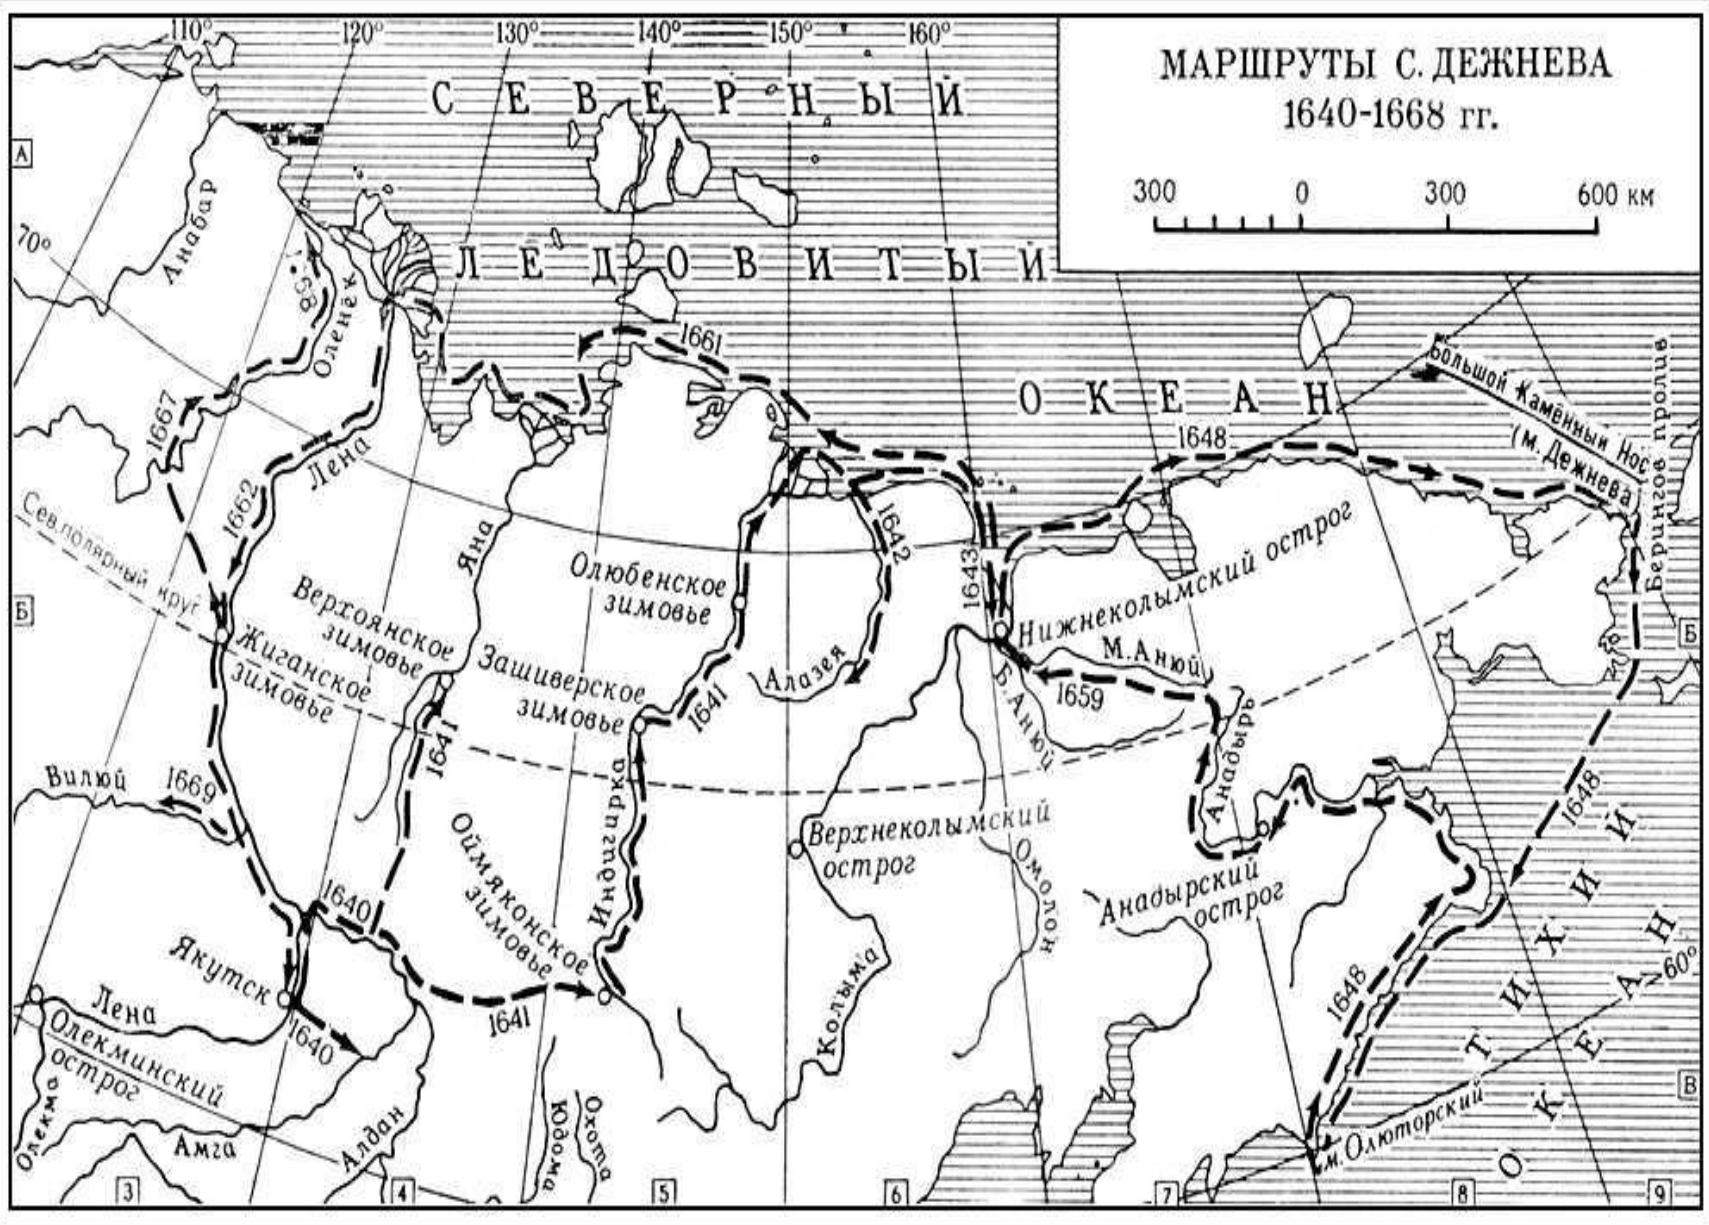 МАРШРУТЫ С. ДЕЖНЕВА
1640-1668 гг.
300 0 300 600 км
110° 120° 130° 140° 150° 160°
СЕВЕРНЫЙ
ЛЕДОВИТЫЙ
ОКЕАН
А
70°
Анабар
Оленёк
1661
1667
Лена
1662
1648
Большой Каменный Нос
(м. Дежнева)
Берингов пролив
Сев. полярный круг
Яна
1642
1643
Б
Олюбенское
зимовье
Верхоянское
зимовье
Жиганское
зимовье
Зашиверское
зимовье
1641
1641
Алазея
Нижнеколымский острог
М.Анюй
Б.Анюй
1659
Анадырь
Б
Вилюй
1669
Оймяконское
зимовье
Индигирка
Верхнеколымский
острог
Омолон
Анадырский
острог
1648
1640
Якутск
1641
Колыма
1648
Лена
1640
Олекминский
острог
Олекма
Амга
Алдан
Юдома
Охота
м. Олюторский
ТИХИЙ
ОКЕАН
60°
В
3 4 5 6 7 8 9